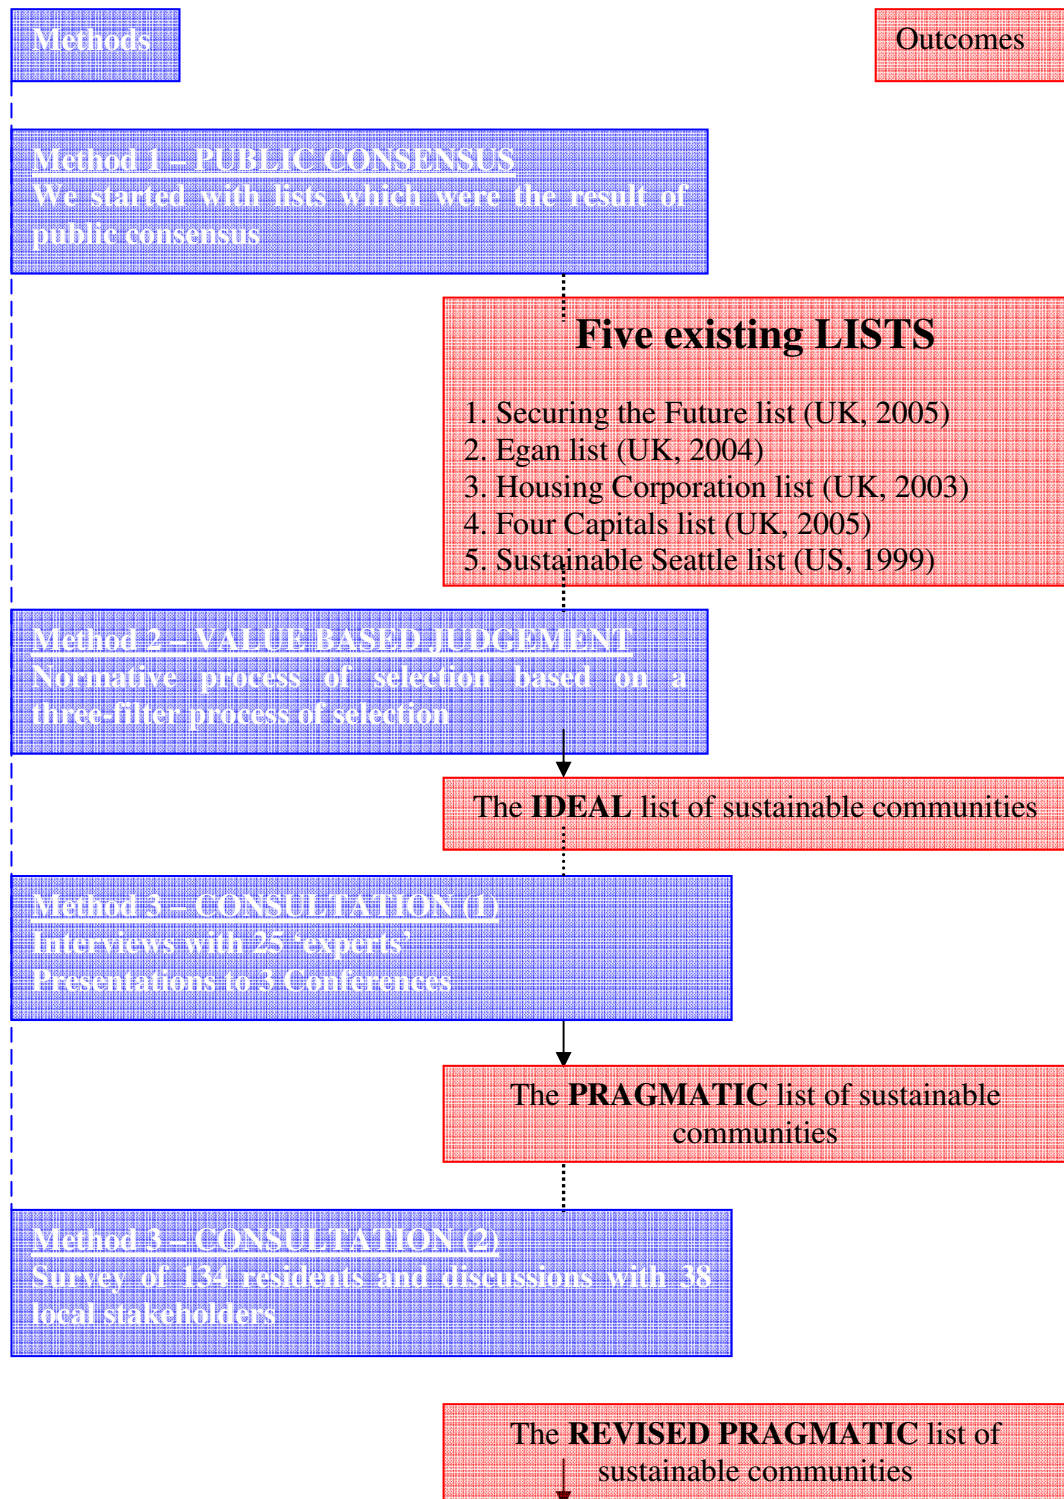 Methods
Outcomes
Method 1 – PUBLIC CONSENSUS
We started with lists which were the result of
public consensus
Five existing LISTS
1. Securing the Future list (UK, 2005)
2. Egan list (UK, 2004)
3. Housing Corporation list (UK, 2003)
4. Four Capitals list (UK, 2005)
5. Sustainable Seattle list (US, 1999)
Method 2 – VALUE BASED JUDGEMENT
Normative process of selection based on a
three-filter process of selection
The IDEAL list of sustainable communities
Method 3 – CONSULTATION (1)
Interviews with 25 ‘experts’
Presentations to 3 Conferences
The PRAGMATIC list of sustainable
communities
Method 3 – CONSULTATION (2)
Survey of 134 residents and discussions with 38
local stakeholders
The REVISED PRAGMATIC list of
sustainable communities